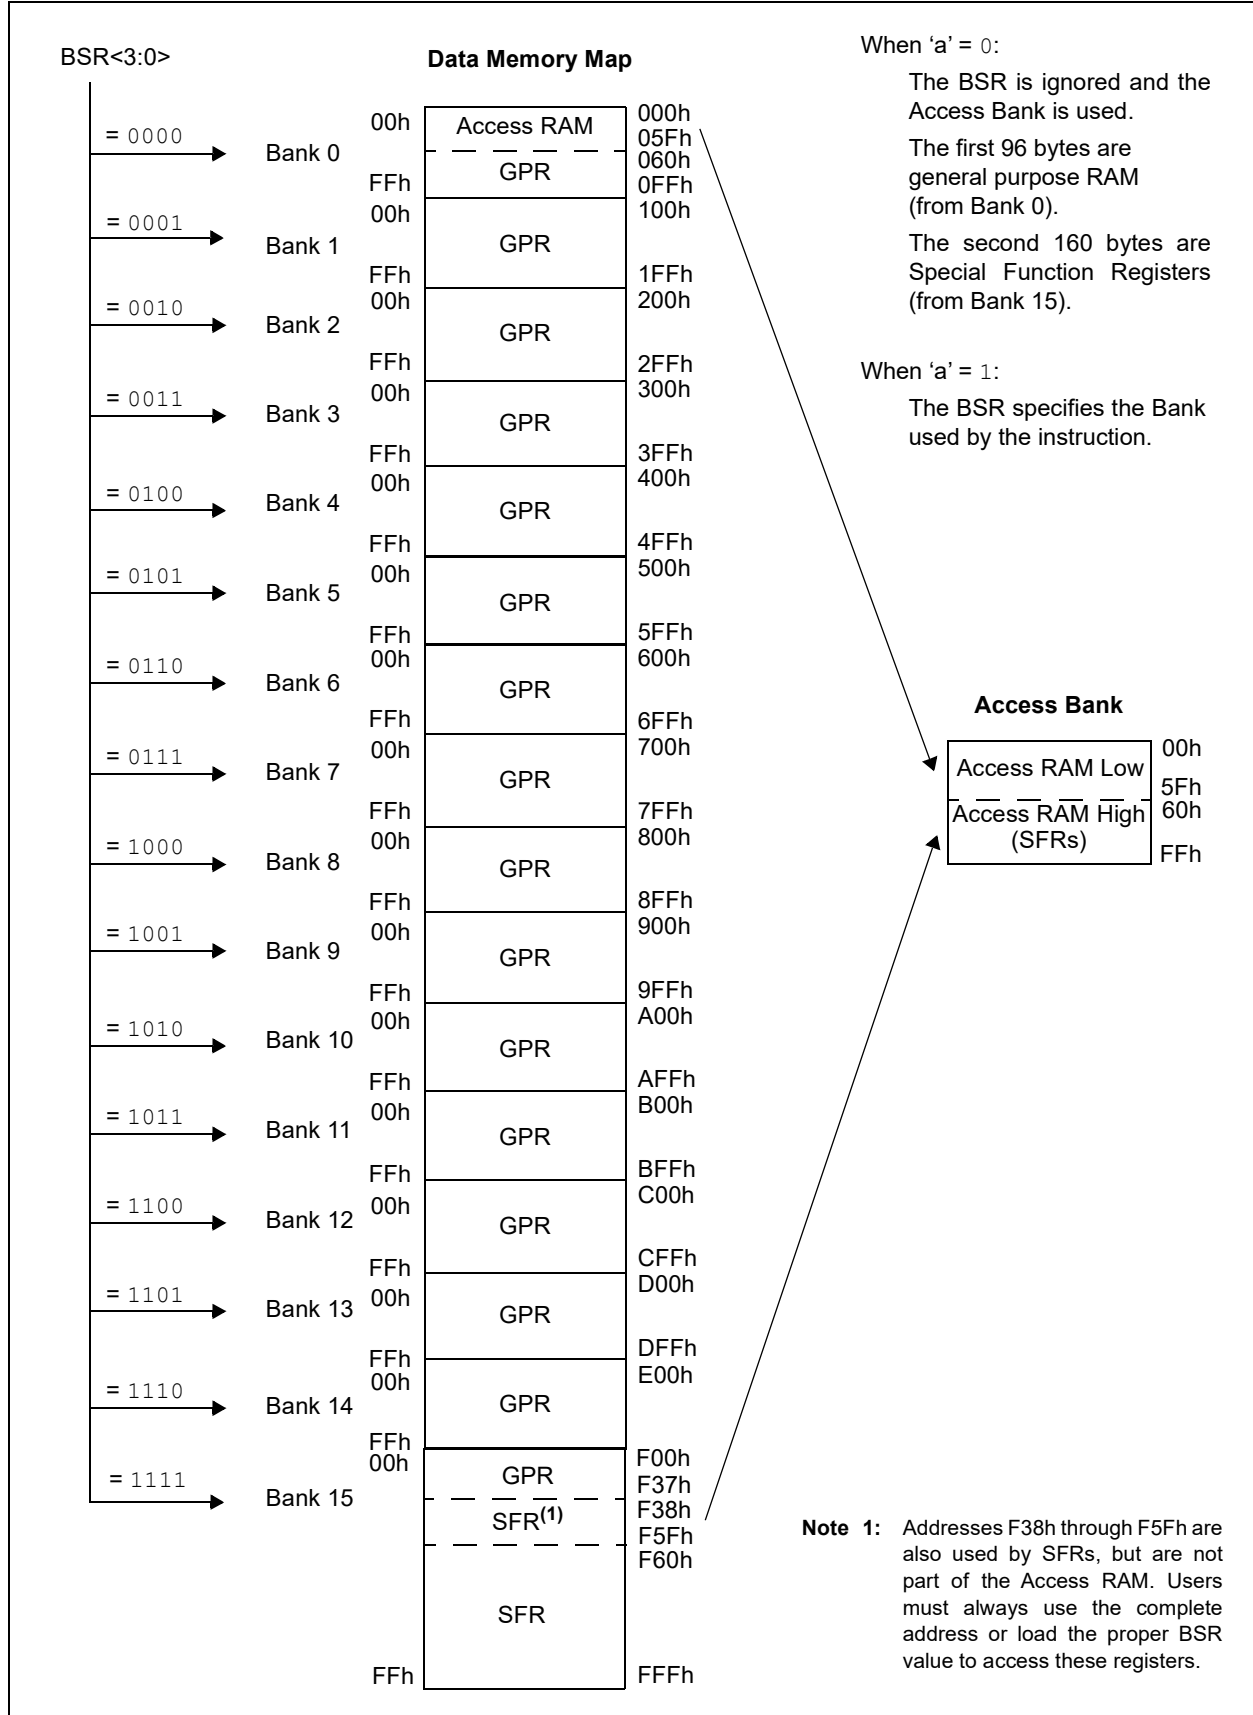 BSR<3:0>
Data Memory Map
When ‘a’ = 0:
The BSR is ignored and the
Access Bank is used.
The first 96 bytes are
general purpose RAM
(from Bank 0).
The second 160 bytes are
Special Function Registers
(from Bank 15).
When ‘a’ = 1:
The BSR specifies the Bank
used by the instruction.
= 0000
Bank 0
00h
Access RAM
000h
05Fh
GPR
060h
FFh
0FFh
= 0001
Bank 1
00h
GPR
100h
FFh
1FFh
= 0010
Bank 2
00h
GPR
200h
FFh
2FFh
= 0011
Bank 3
00h
GPR
300h
FFh
3FFh
= 0100
Bank 4
00h
GPR
400h
FFh
4FFh
= 0101
Bank 5
00h
GPR
500h
FFh
5FFh
= 0110
Bank 6
00h
GPR
600h
FFh
6FFh
= 0111
Bank 7
00h
GPR
700h
FFh
7FFh
= 1000
Bank 8
00h
GPR
800h
FFh
8FFh
= 1001
Bank 9
00h
GPR
900h
FFh
9FFh
= 1010
Bank 10
00h
GPR
A00h
FFh
AFFh
= 1011
Bank 11
00h
GPR
B00h
FFh
BFFh
= 1100
Bank 12
00h
GPR
C00h
FFh
CFFh
= 1101
Bank 13
00h
GPR
D00h
FFh
DFFh
= 1110
Bank 14
00h
GPR
E00h
FFh
= 1111
Bank 15
00h
GPR
F00h
F37h
SFR(1)
F38h
F5Fh
SFR
F60h
FFh
FFFh
Access Bank
Access RAM Low
00h
5Fh
Access RAM High
(SFRs)
60h
FFh
Note 1: Addresses F38h through F5Fh are
also used by SFRs, but are not
part of the Access RAM. Users
must always use the complete
address or load the proper BSR
value to access these registers.